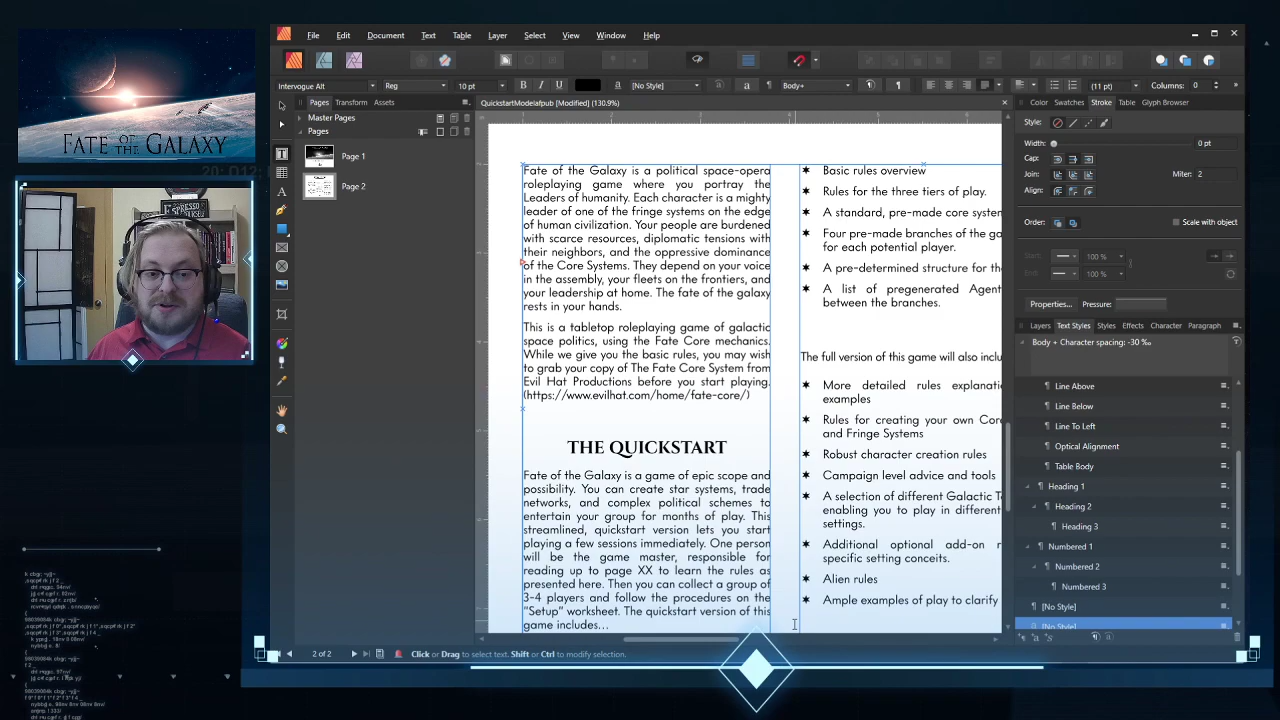 FATE OF THE GALAXY
File Edit Document Text Table Layer Select View Window Help
Intervogue Alt Reg 10 pt B I U [No Style] a Body+ (11 pt) Columns: 0
Pages Transform Assets
QuickstartModelafpub [Modified] (130.9%)
Master Pages
Pages
Page 1
Page 2
Fate of the Galaxy is a political space-opera
roleplaying game where you portray the
Leaders of humanity. Each character is a mighty
leader of one of the fringe systems on the edge
of human civilization. Your people are burdened
with scarce resources, diplomatic tensions with
their neighbors, and the oppressive dominance
of the Core Systems. They depend on your voice
in the assembly, your fleets on the frontiers, and
your leadership at home. The fate of the galaxy
rests in your hands.
This is a tabletop roleplaying game of galactic
space politics, using the Fate Core mechanics.
While we give you the basic rules, you may wish
to grab your copy of The Fate Core System from
Evil Hat Productions before you start playing.
(https://www.evilhat.com/home/fate-core/)
THE QUICKSTART
Fate of the Galaxy is a game of epic scope and
possibility. You can create star systems, trade
networks, and complex political schemes to
entertain your group for months of play. This
streamlined, quickstart version lets you start
playing a few sessions immediately. One person
will be the game master, responsible for
reading up to page XX to learn the rules as
presented here. Then you can collect a group of
3-4 players and follow the procedures on the
"Setup" worksheet. The quickstart version of this
game includes...
Basic rules overview
Rules for the three tiers of play.
A standard, pre-made core system
Four pre-made branches of the ga
for each potential player.
A pre-determined structure for th
A list of pregenerated Agent
between the branches.
The full version of this game will also inclu
More detailed rules explanatio
examples
Rules for creating your own Core
and Fringe Systems
Robust character creation rules
Campaign level advice and tools
A selection of different Galactic To
enabling you to play in different
settings.
Additional optional add-on r
specific setting conceits.
Alien rules
Ample examples of play to clarify
Color Swatches Stroke Table Glyph Browser
Style:
Width: 0 pt
Cap:
Join: Miter: 2
Align:
Order: Scale with object
Start: 100 %
End: 100 %
Properties... Pressure:
Layers Text Styles Styles Effects Character Paragraph
Body + Character spacing: -30 ‰
Line Above
Line Below
Line To Left
Optical Alignment
Table Body
Heading 1
Heading 2
Heading 3
Numbered 1
Numbered 2
Numbered 3
[No Style]
[No Style]
2 of 2 Click or Drag to select text. Shift or Ctrl to modify selection.